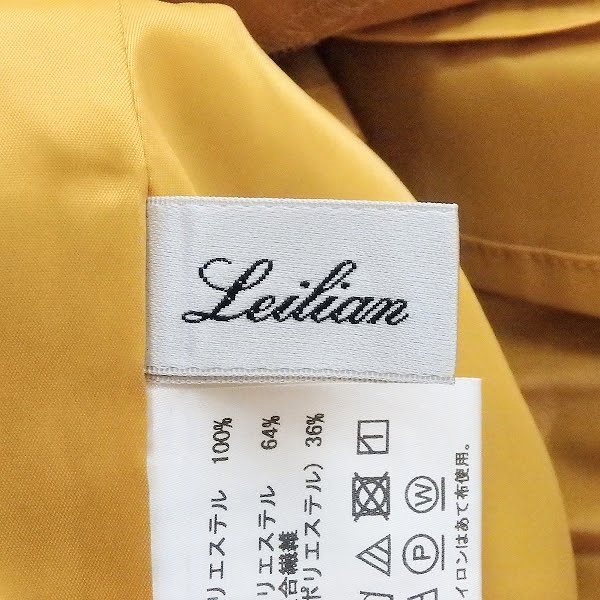 Leilian
リエステル 100%
リエステル 64%
合繊維
ポリエステル) 36%
W
P
イロンはあて布使用。